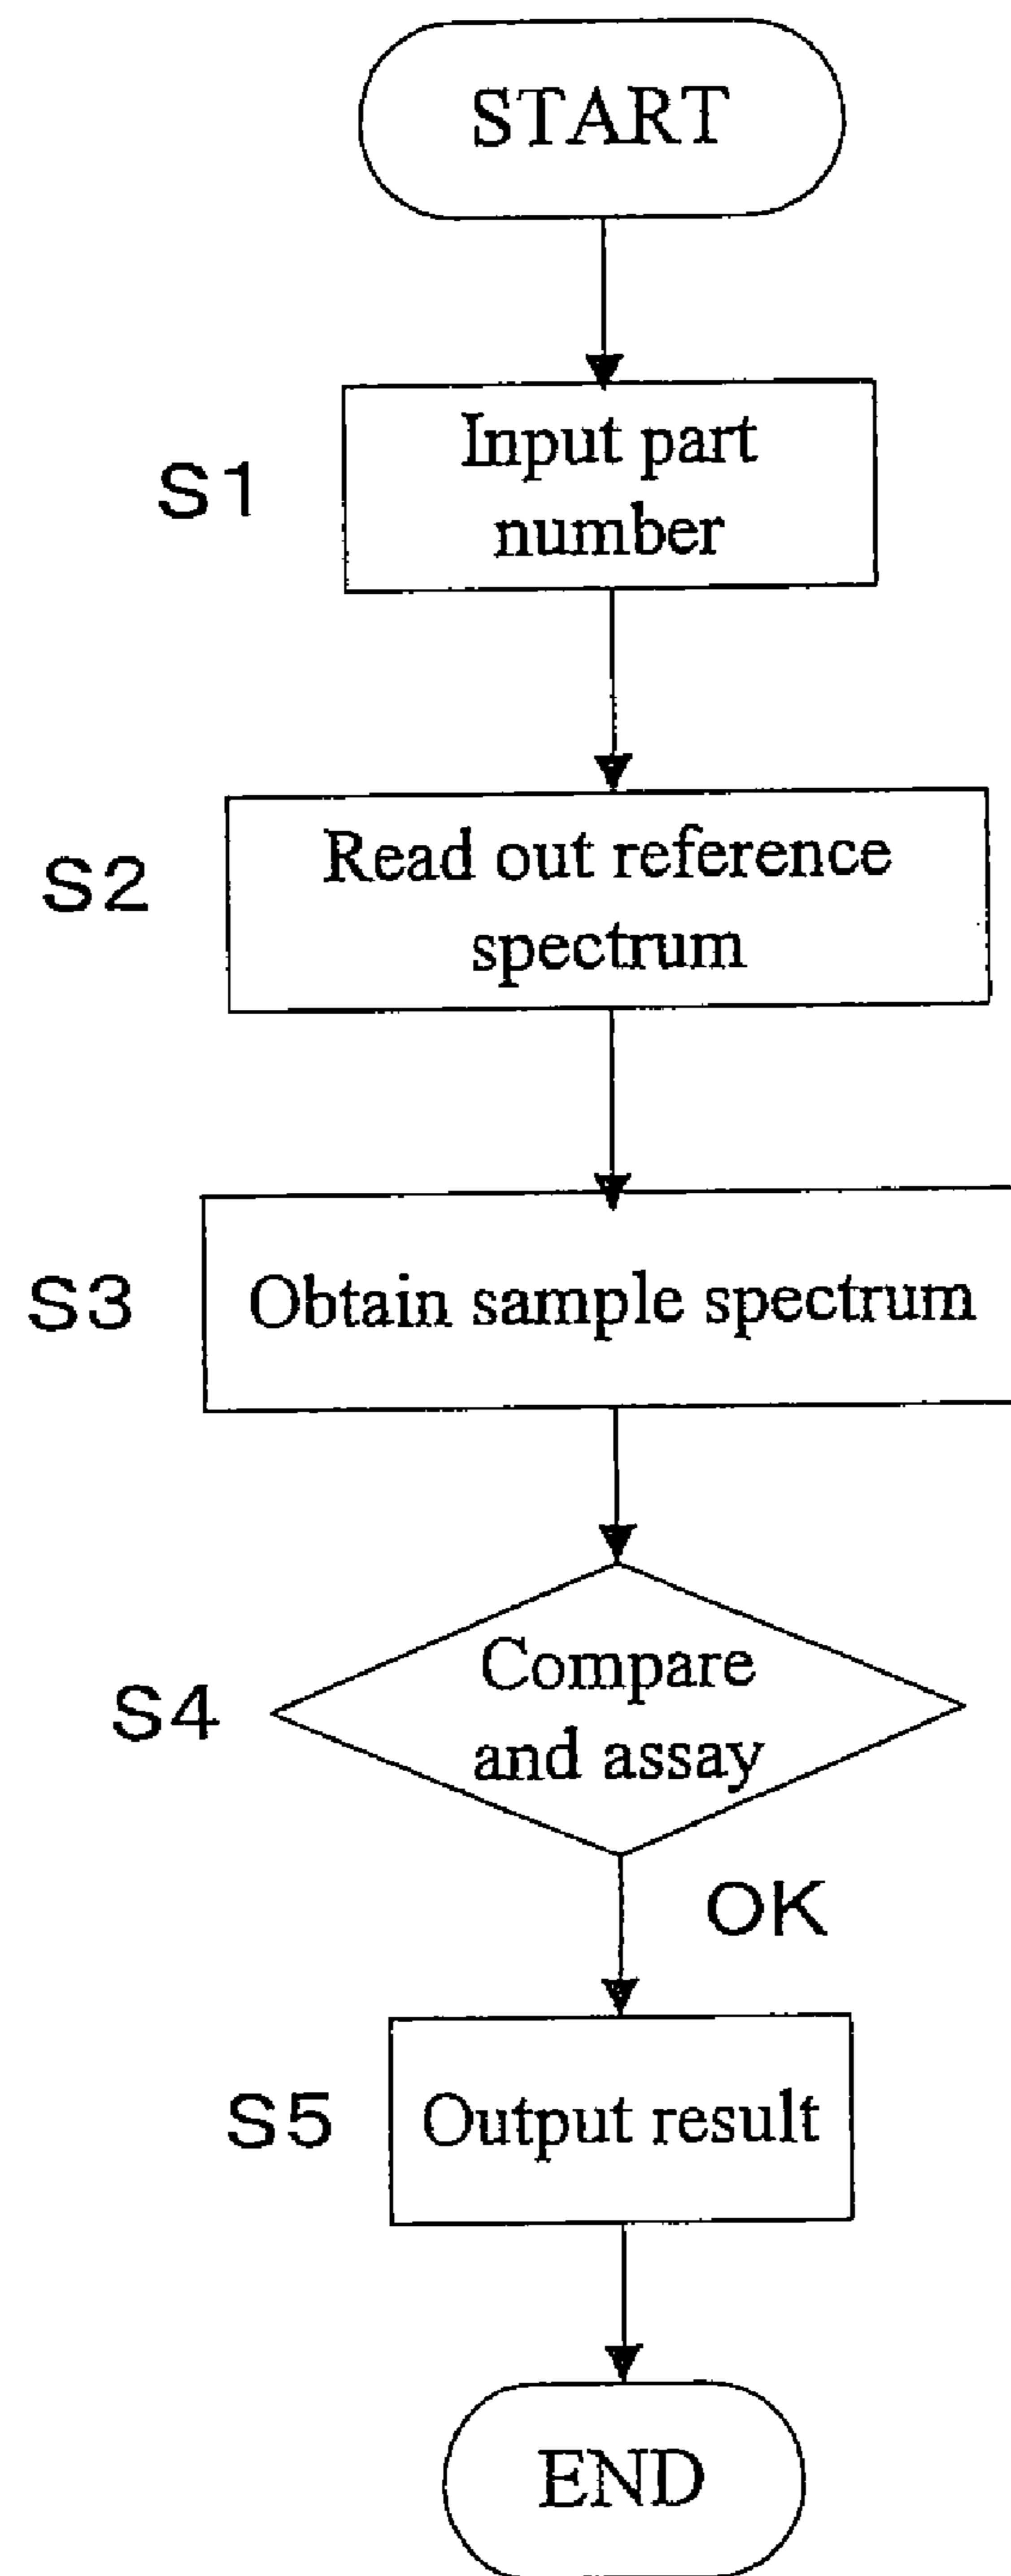 START
S1
Input part
number
S2
Read out reference
spectrum
S3
Obtain sample spectrum
S4
Compare
and assay
OK
S5
Output result
END